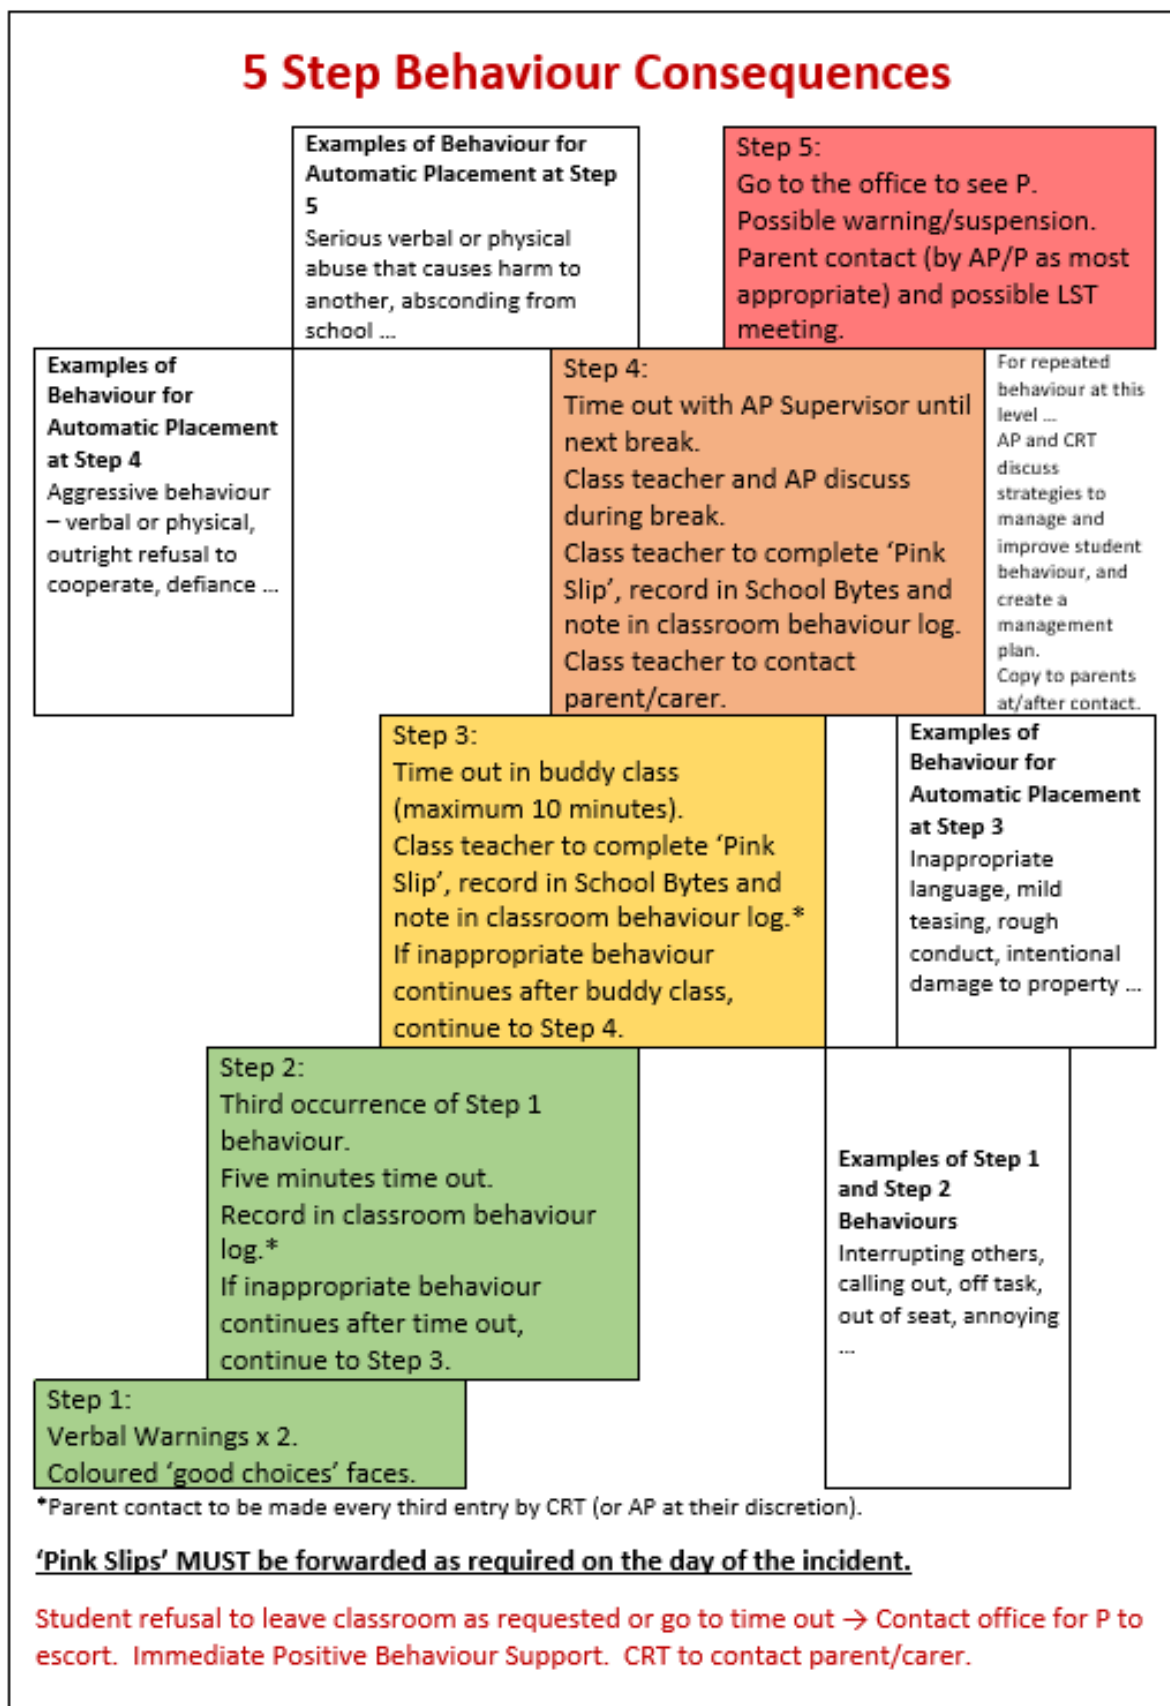 5 Step Behaviour Consequences
Examples of Behaviour for
Automatic Placement at Step
5
Serious verbal or physical
abuse that causes harm to
another, absconding from
school ...
Step 5:
Go to the office to see P.
Possible warning/suspension.
Parent contact (by AP/P as most
appropriate) and possible LST
meeting.
Examples of
Behaviour for
Automatic Placement
at Step 4
Aggressive behaviour
– verbal or physical,
outright refusal to
cooperate, defiance ...
Step 4:
Time out with AP Supervisor until
next break.
Class teacher and AP discuss
during break.
Class teacher to complete ‘Pink
Slip’, record in School Bytes and
note in classroom behaviour log.
Class teacher to contact
parent/carer.
For repeated
behaviour at this
level ...
AP and CRT
discuss
strategies to
manage and
improve student
behaviour, and
create a
management
plan.
Copy to parents
at/after contact.
Step 3:
Time out in buddy class
(maximum 10 minutes).
Class teacher to complete ‘Pink
Slip’, record in School Bytes and
note in classroom behaviour log.*
If inappropriate behaviour
continues after buddy class,
continue to Step 4.
Examples of
Behaviour for
Automatic Placement
at Step 3
Inappropriate
language, mild
teasing, rough
conduct, intentional
damage to property ...
Step 2:
Third occurrence of Step 1
behaviour.
Five minutes time out.
Record in classroom behaviour
log.*
If inappropriate behaviour
continues after time out,
continue to Step 3.
Examples of Step 1
and Step 2
Behaviours
Interrupting others,
calling out, off task,
out of seat, annoying
...
Step 1:
Verbal Warnings x 2.
Coloured ‘good choices’ faces.
*Parent contact to be made every third entry by CRT (or AP at their discretion).
‘Pink Slips’ MUST be forwarded as required on the day of the incident.
Student refusal to leave classroom as requested or go to time out → Contact office for P to
escort. Immediate Positive Behaviour Support. CRT to contact parent/carer.